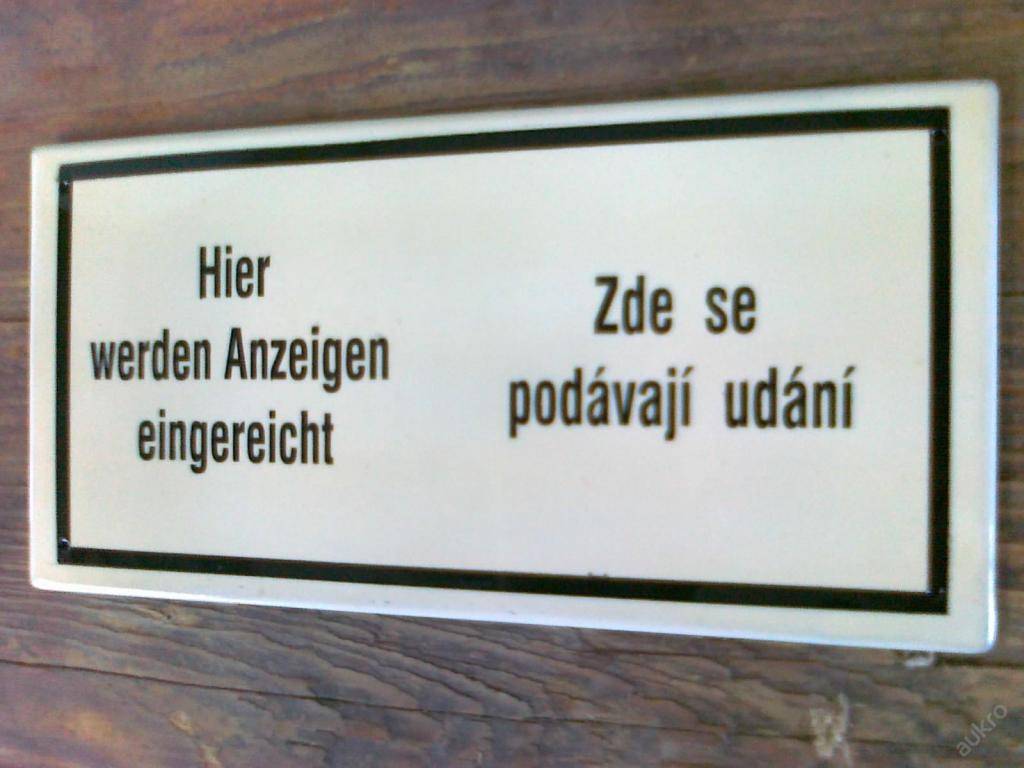 Hier
werden Anzeigen
eingereicht
Zde se
podávají udání
aukro